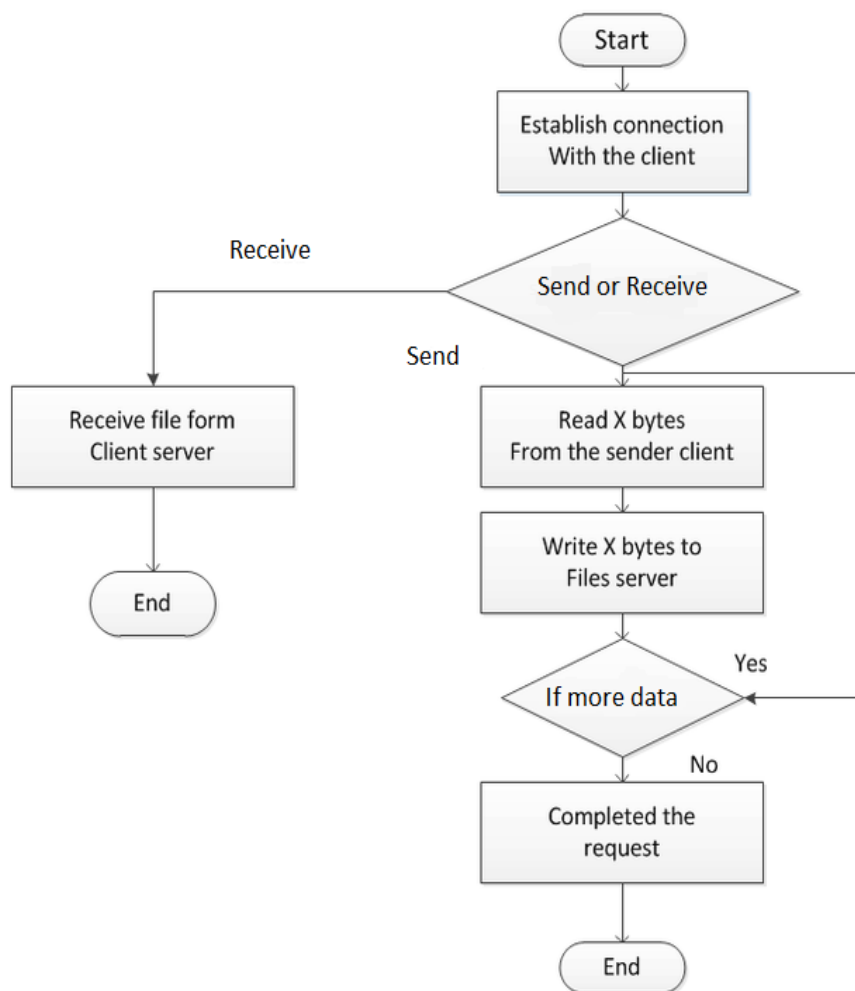 Start
Establish connection
With the client
Receive
Send or Receive
Send
Receive file form
Client server
Read X bytes
From the sender client
Write X bytes to
Files server
End
Yes
If more data
No
Completed the
request
End